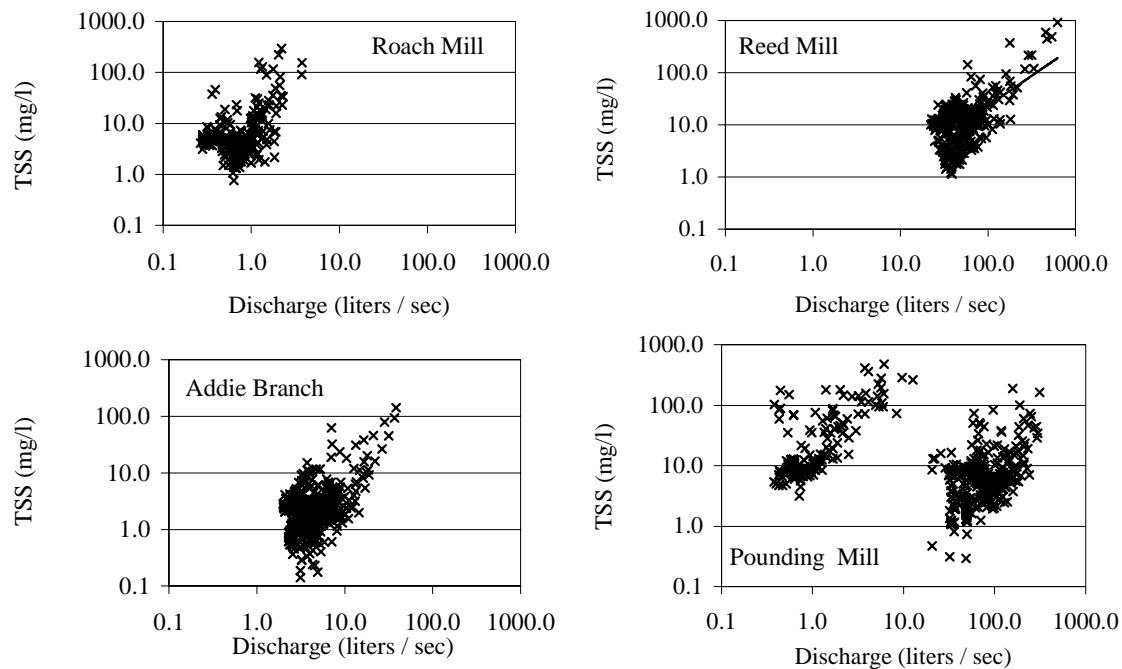 1000.0
100.0
10.0
1.0
0.1
TSS (mg/l)
Roach Mill
0.1 1.0 10.0 100.0 1000.0
Discharge (liters / sec)
1000.0
100.0
10.0
1.0
0.1
TSS (mg/l)
Reed Mill
0.1 1.0 10.0 100.0 1000.0
Discharge (liters / sec)
1000.0
100.0
10.0
1.0
0.1
TSS (mg/l)
Addie Branch
0.1 1.0 10.0 100.0 1000.0
Discharge (liters / sec)
1000.0
100.0
10.0
1.0
0.1
TSS (mg/l)
Pounding Mill
0.1 1.0 10.0 100.0 1000.0
Discharge (liters / sec)